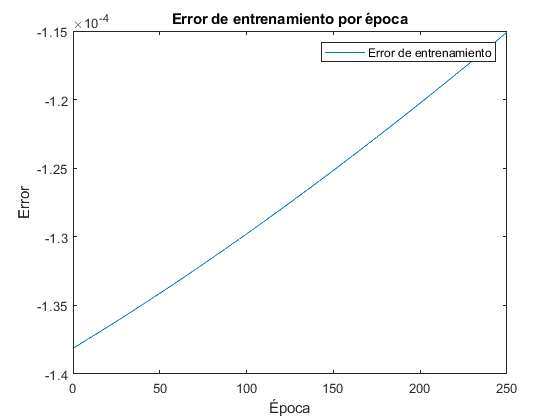 Error de entrenamiento por época
×10⁻⁴
-1.15
-1.2
-1.25
-1.3
-1.35
-1.4
Error
Error de entrenamiento
0 50 100 150 200 250
Época